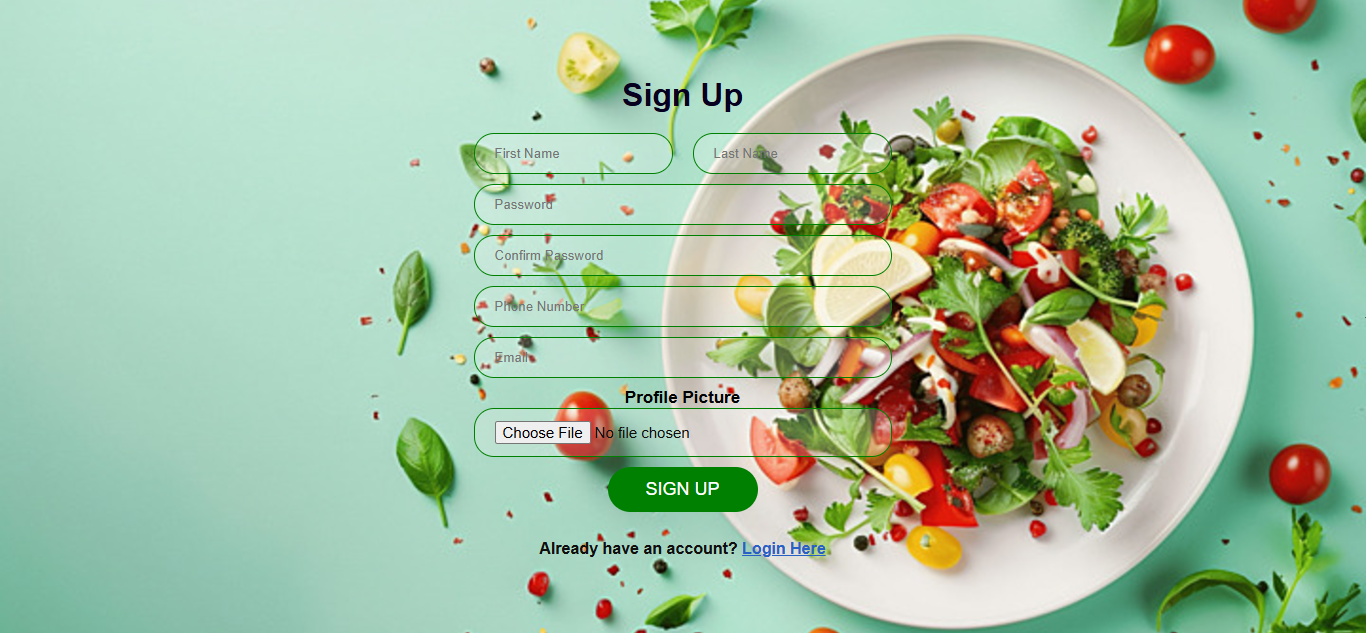 Sign Up
First Name Last Name
Password
Confirm Password
Phone Number
Email
Profile Picture
Choose File No file chosen
SIGN UP
Already have an account? Login Here